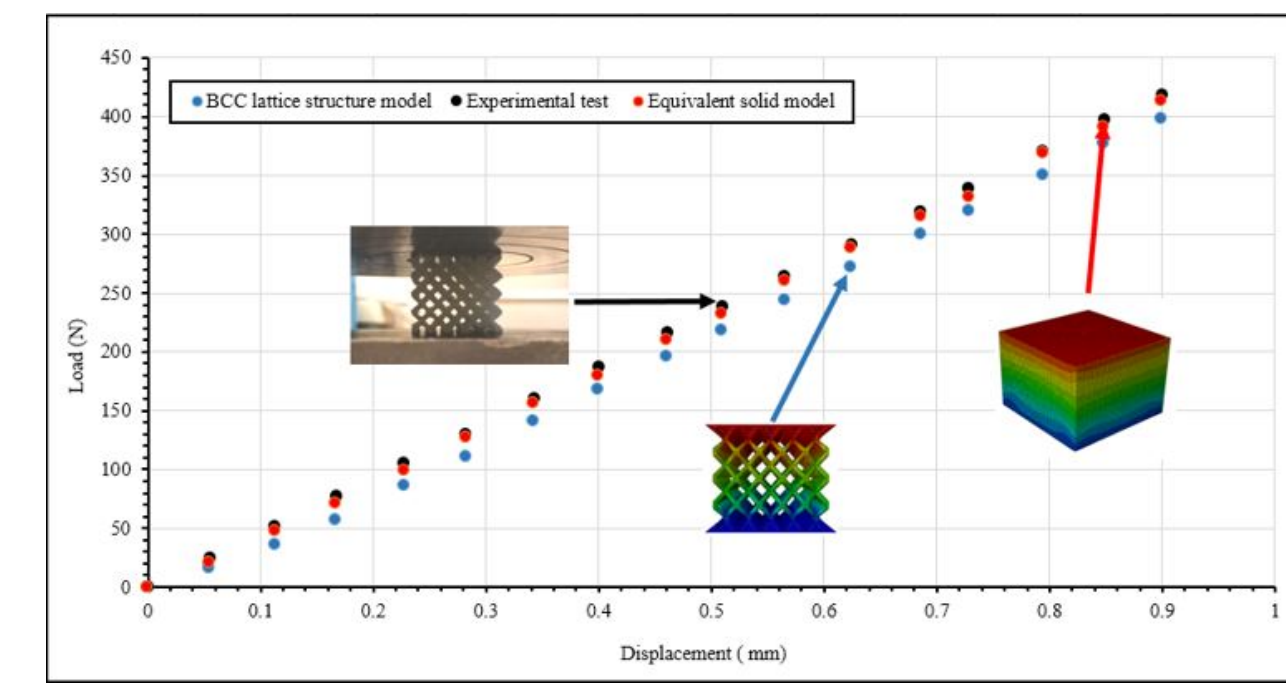 450
BCC lattice structure model Experimental test Equivalent solid model
400
350
300
250
200
150
100
50
0
Load (N)
0 0.1 0.2 0.3 0.4 0.5 0.6 0.7 0.8 0.9 1
Displacement ( mm)